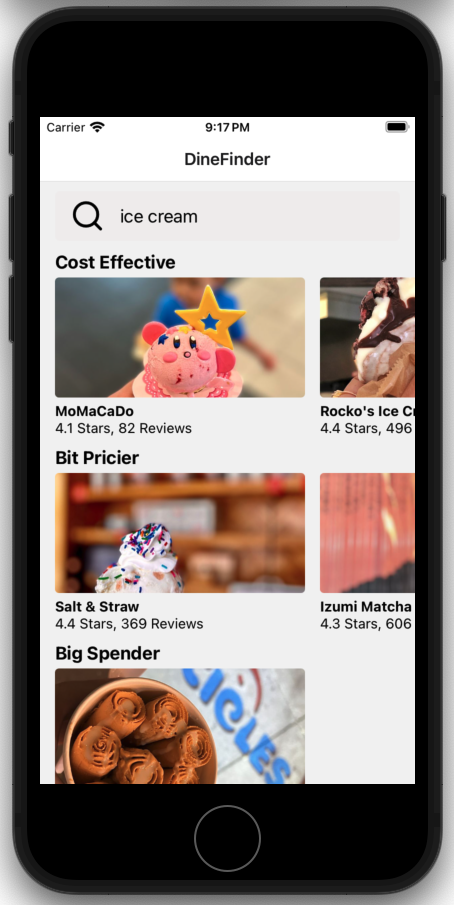 Carrier
9:17 PM
DineFinder
ice cream
Cost Effective
MoMaCaDo
4.1 Stars, 82 Reviews
Rocko's Ice Cr
4.4 Stars, 496
Bit Pricier
Salt & Straw
4.4 Stars, 369 Reviews
Izumi Matcha
4.3 Stars, 606
Big Spender
ICLES